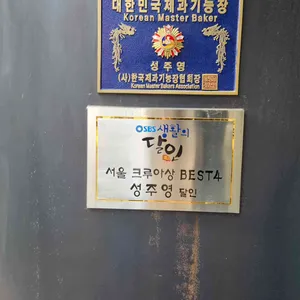 대한민국제과기능장
Korean Master Baker
성주영
(사)한국제과기능장협회장
Korean Master Bakers Association
SBS 생활의
달인
서울 크루아상 BEST4
성주영 달인